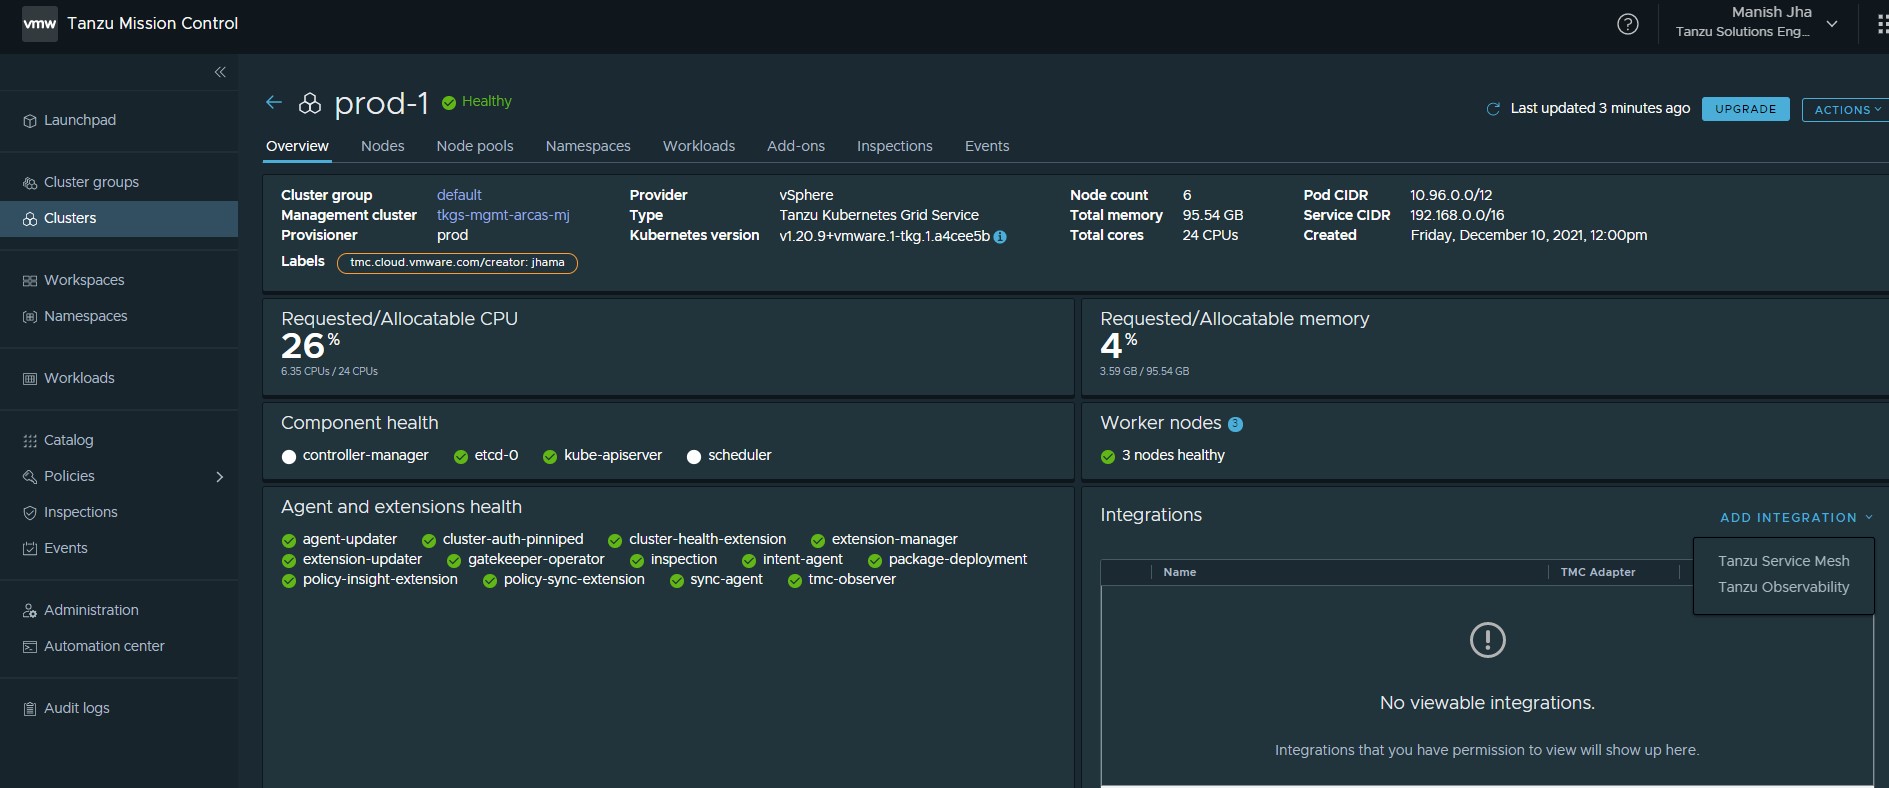 vmw Tanzu Mission Control
Manish Jha
Tanzu Solutions Eng...
Launchpad
Cluster groups
Clusters
Workspaces
Namespaces
Workloads
Catalog
Policies
Inspections
Events
Administration
Automation center
Audit logs
prod-1 Healthy
Last updated 3 minutes ago UPGRADE ACTIONS
Overview Nodes Node pools Namespaces Workloads Add-ons Inspections Events
Cluster group default
Management cluster tkgs-mgmt-arcas-mj
Provisioner prod
Labels tmc.cloud.vmware.com/creator: jhama
Provider vSphere
Type Tanzu Kubernetes Grid Service
Kubernetes version v1.20.9+vmware.1-tkg.1.a4cee5b
Node count 6
Total memory 95.54 GB
Total cores 24 CPUs
Pod CIDR 10.96.0.0/12
Service CIDR 192.168.0.0/16
Created Friday, December 10, 2021, 12:00pm
Requested/Allocatable CPU
26%
6.35 CPUs / 24 CPUs
Requested/Allocatable memory
4%
3.59 GB / 95.54 GB
Component health
controller-manager etcd-0 kube-apiserver scheduler
Worker nodes 3
3 nodes healthy
Agent and extensions health
agent-updater cluster-auth-pinniped cluster-health-extension extension-manager
extension-updater gatekeeper-operator inspection intent-agent package-deployment
policy-insight-extension policy-sync-extension sync-agent tmc-observer
Integrations
ADD INTEGRATION
Tanzu Service Mesh
Tanzu Observability
Name TMC Adapter
No viewable integrations.
Integrations that you have permission to view will show up here.